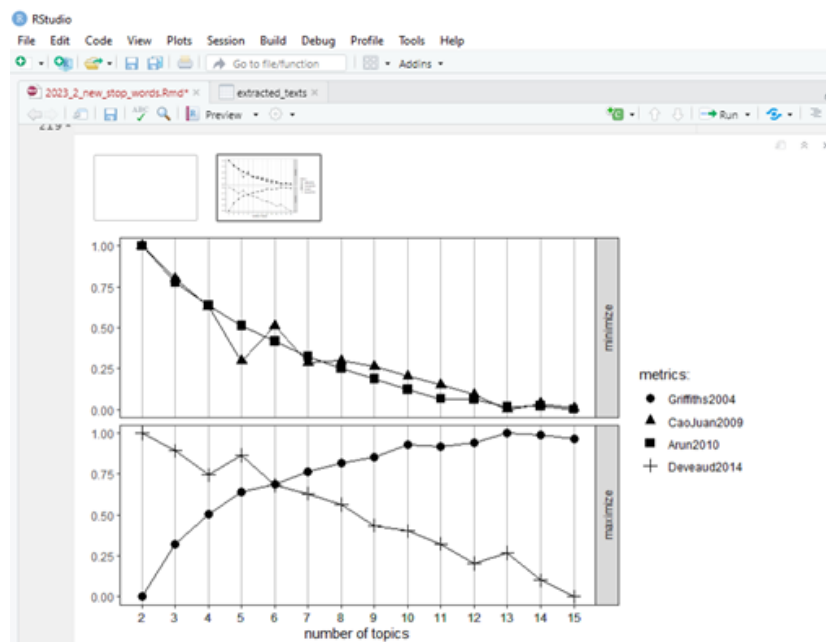 RStudio
File Edit Code View Plots Session Build Debug Profile Tools Help
Go to file/function Addins
2023_2_new_stop_words.Rmd* extracted_texts
ABC Preview Run
219
1.00
0.75
0.50
0.25
0.00
minimize
1.00
0.75
0.50
0.25
0.00
maximize
2 3 4 5 6 7 8 9 10 11 12 13 14 15
number of topics
metrics:
Griffiths2004
CaoJuan2009
Arun2010
Deveaud2014